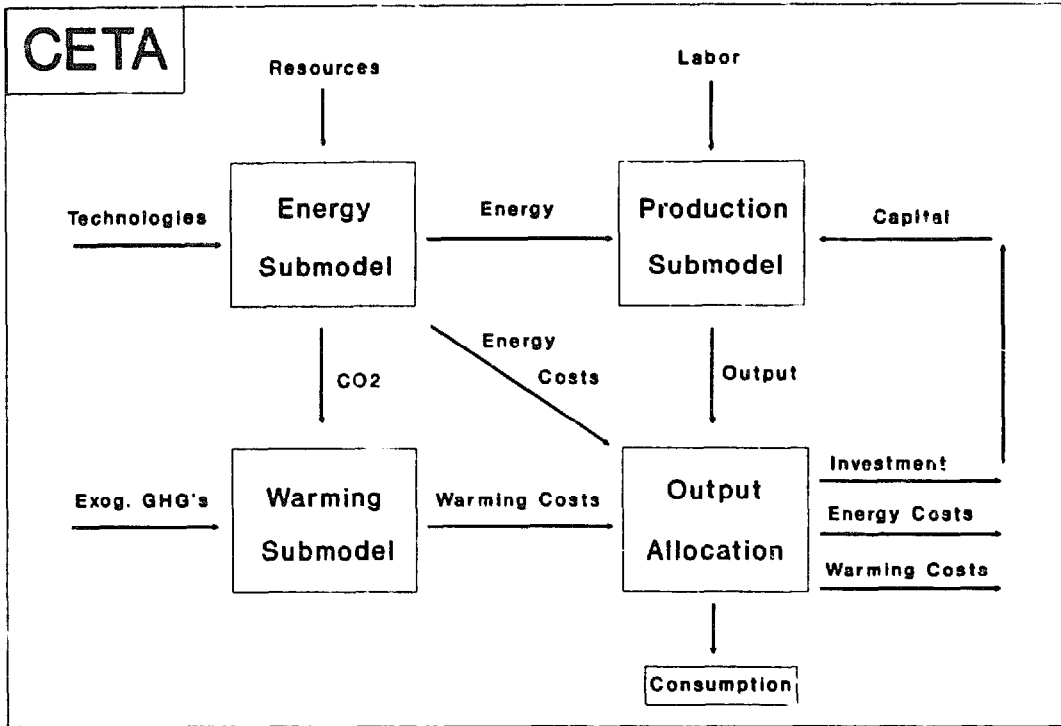 CETA
Resources
Labor
Technologies
Energy
Submodel
Energy
Production
Submodel
Capital
CO2
Energy
Costs
Output
Exog. GHG's
Warming
Submodel
Warming Costs
Output
Allocation
Investment
Energy Costs
Warming Costs
Consumption